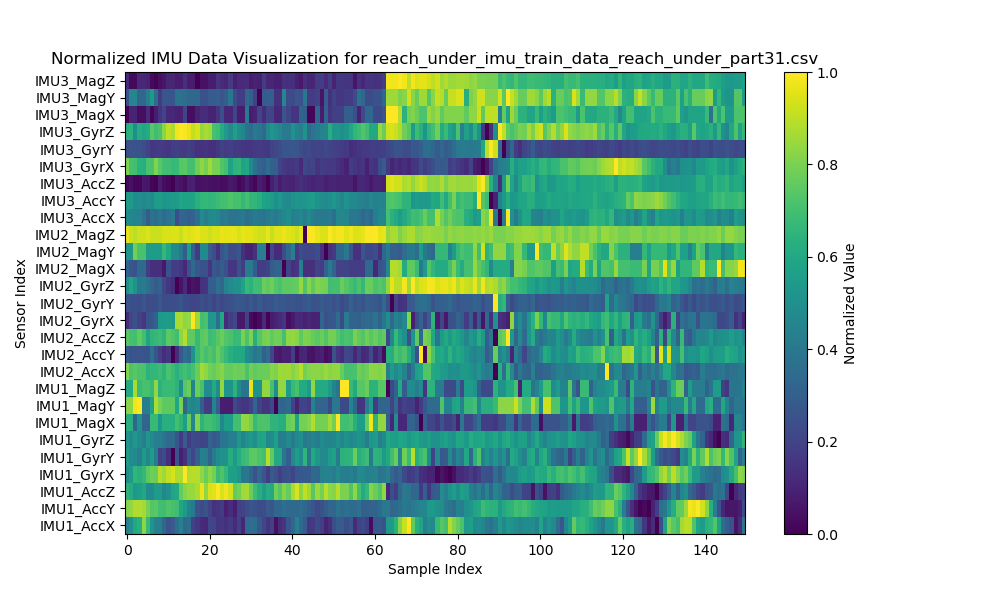 Normalized IMU Data Visualization for reach_under_imu_train_data_reach_under_part31.csv
IMU3_MagZ
IMU3_MagY
IMU3_MagX
IMU3_GyrZ
IMU3_GyrY
IMU3_GyrX
IMU3_AccZ
IMU3_AccY
IMU3_AccX
IMU2_MagZ
IMU2_MagY
IMU2_MagX
IMU2_GyrZ
IMU2_GyrY
IMU2_GyrX
IMU2_AccZ
IMU2_AccY
IMU2_AccX
IMU1_MagZ
IMU1_MagY
IMU1_MagX
IMU1_GyrZ
IMU1_GyrY
IMU1_GyrX
IMU1_AccZ
IMU1_AccY
IMU1_AccX
Sensor Index
0 20 40 60 80 100 120 140
Sample Index
1.0
0.8
0.6
0.4
0.2
0.0
Normalized Value